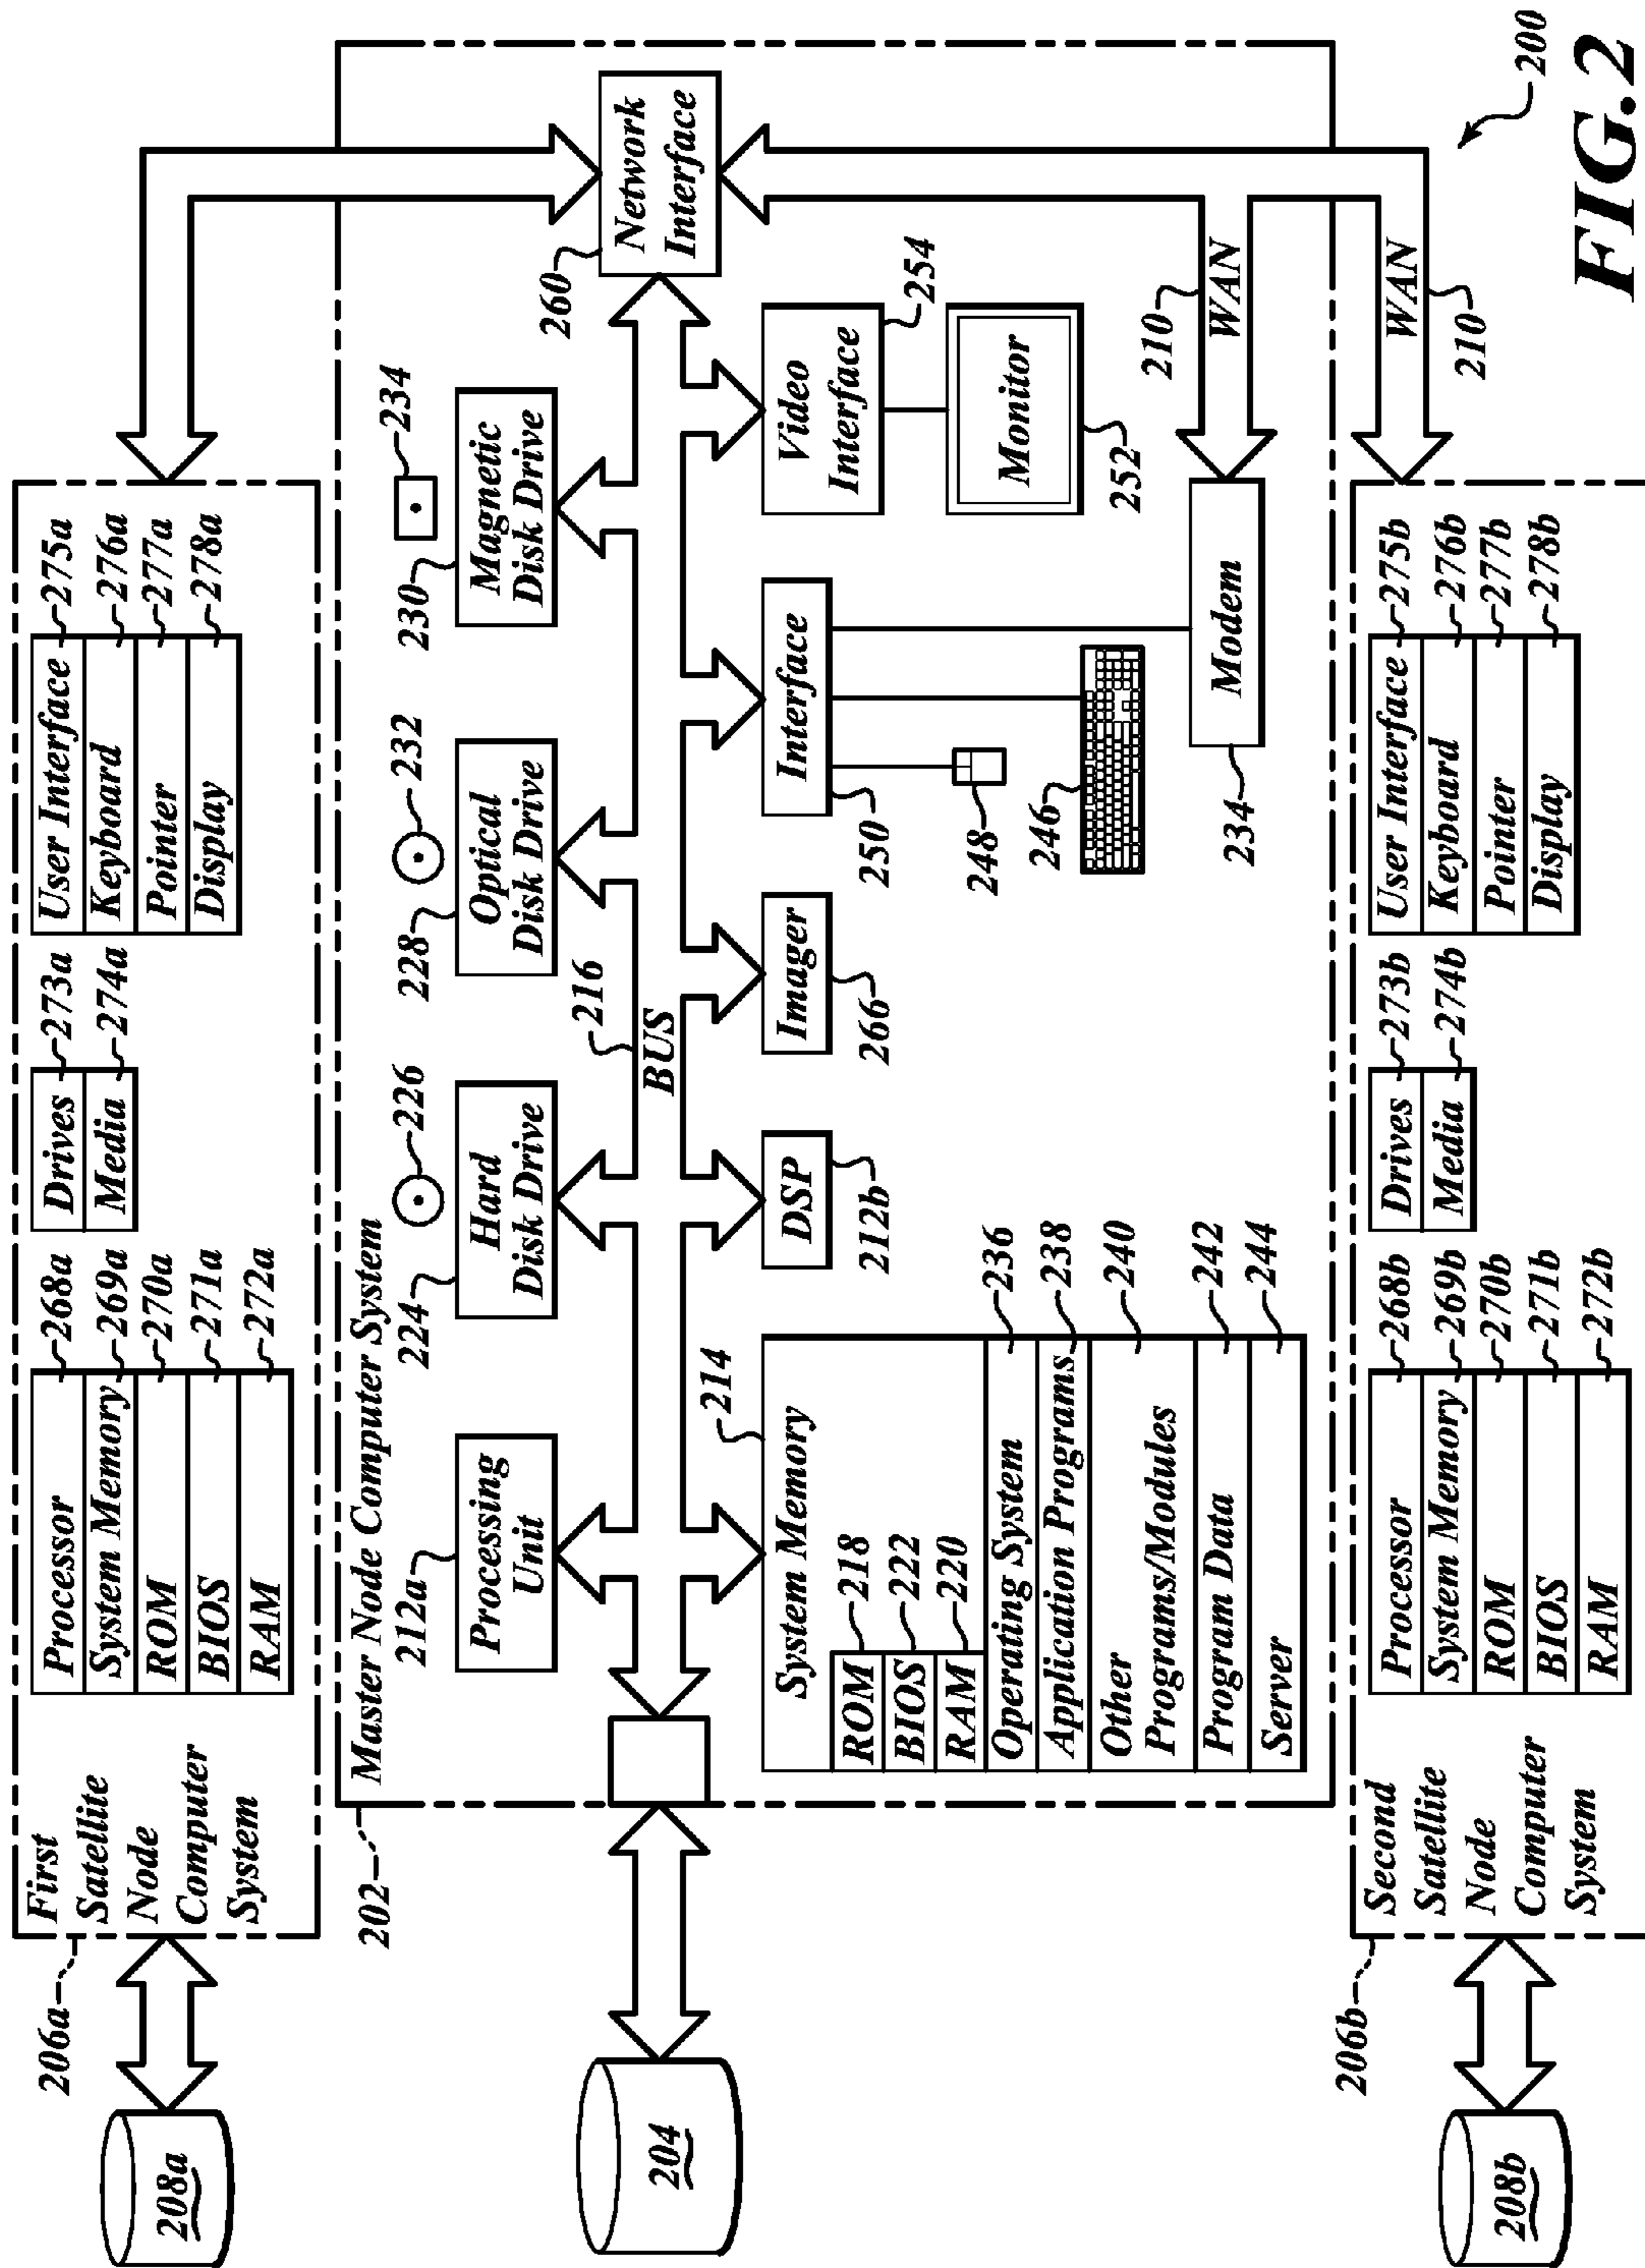 First
Satellite
Node
Computer
System
206a
208a
Processor
System Memory
ROM
BIOS
RAM
268a
269a
270a
271a
272a
Drives
Media
273a
274a
User Interface
Keyboard
Pointer
Display
275a
276a
277a
278a
Master Node Computer System
202
204
212a
Processing
Unit
224
Hard
Disk Drive
226
228
Optical
Disk Drive
232
230
Magnetic
Disk Drive
234
216
BUS
260
Network
Interface
214
System Memory
ROM
BIOS
RAM
218
222
220
Operating System
Application Programs
Other
Programs/Modules
Program Data
Server
236
238
240
242
244
DSP
212b
Imager
266
Interface
250
248
246
Modem
234
Video
Interface
254
Monitor
252
210
WAN
WAN
210
Second
Satellite
Node
Computer
System
206b
208b
Processor
System Memory
ROM
BIOS
RAM
268b
269b
270b
271b
272b
Drives
Media
273b
274b
User Interface
Keyboard
Pointer
Display
275b
276b
277b
278b
200
FIG.2